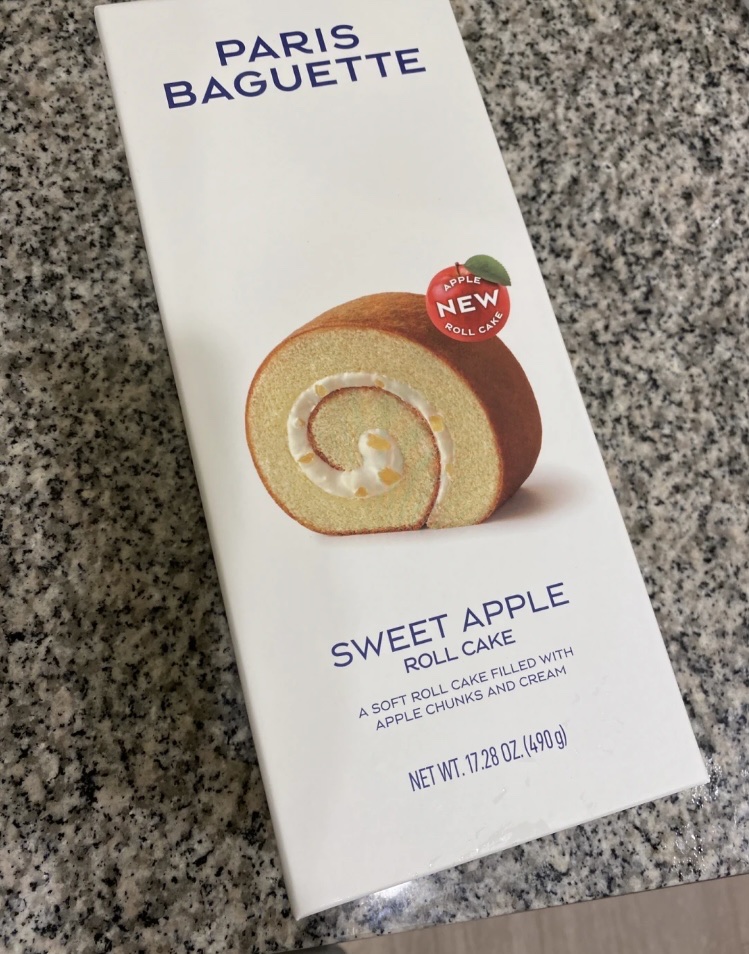 PARIS
BAGUETTE
APPLE
NEW
ROLL CAKE
SWEET APPLE
ROLL CAKE
A SOFT ROLL CAKE FILLED WITH
APPLE CHUNKS AND CREAM
NET WT. 17.28 OZ. (490 g)